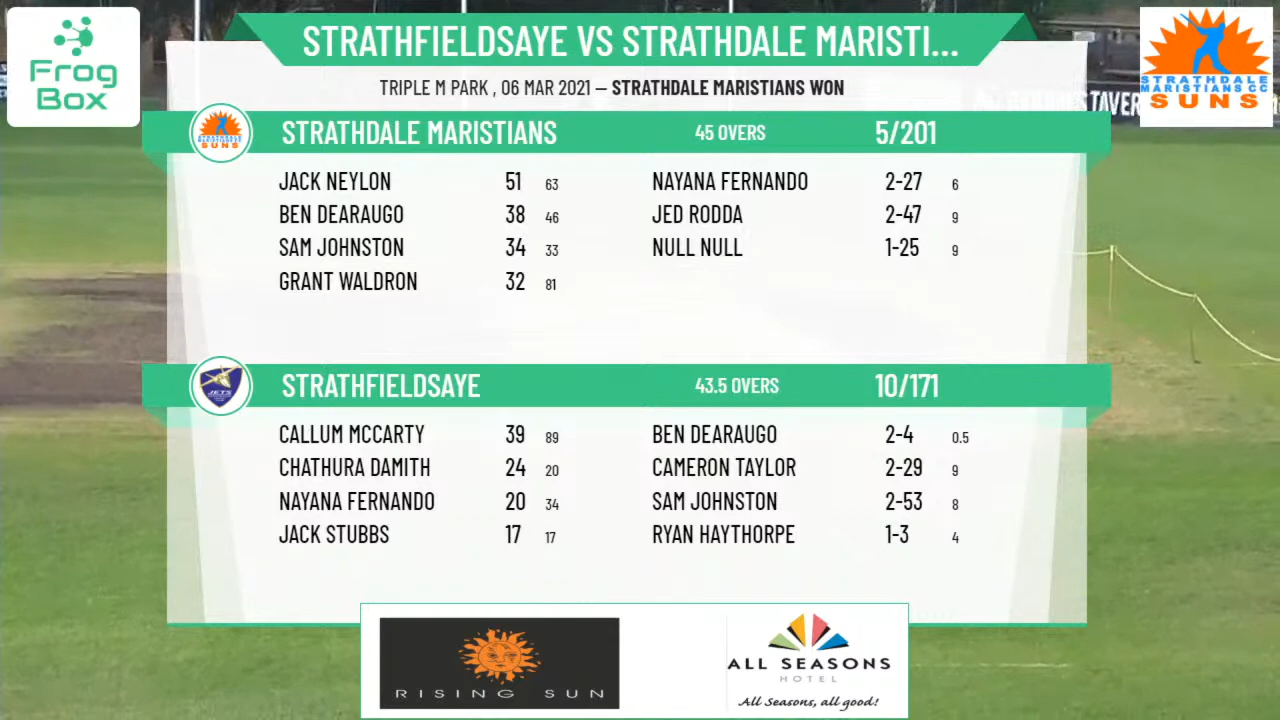 Frog
Box
STRATHFIELDSAYE VS STRATHDALE MARISTI...
STRATHDALE
MARISTIANS CC
SUNS
TRIPLE M PARK , 06 MAR 2021 – STRATHDALE MARISTIANS WON
TAVER
STRATHDALE MARISTIANS 45 OVERS 5/201
JACK NEYLON 51 63 NAYANA FERNANDO 2-27 6
BEN DEARAUGO 38 46 JED RODDA 2-47 9
SAM JOHNSTON 34 33 NULL NULL 1-25 9
GRANT WALDRON 32 81
STRATHFIELDSAYE 43.5 OVERS 10/171
JETS
CALLUM MCCARTY 39 89 BEN DEARAUGO 2-4 0.5
CHATHURA DAMITH 24 20 CAMERON TAYLOR 2-29 9
NAYANA FERNANDO 20 34 SAM JOHNSTON 2-53 8
JACK STUBBS 17 17 RYAN HAYTHORPE 1-3 4
RISING SUN
ALL SEASONS
HOTEL
All Seasons, all good!